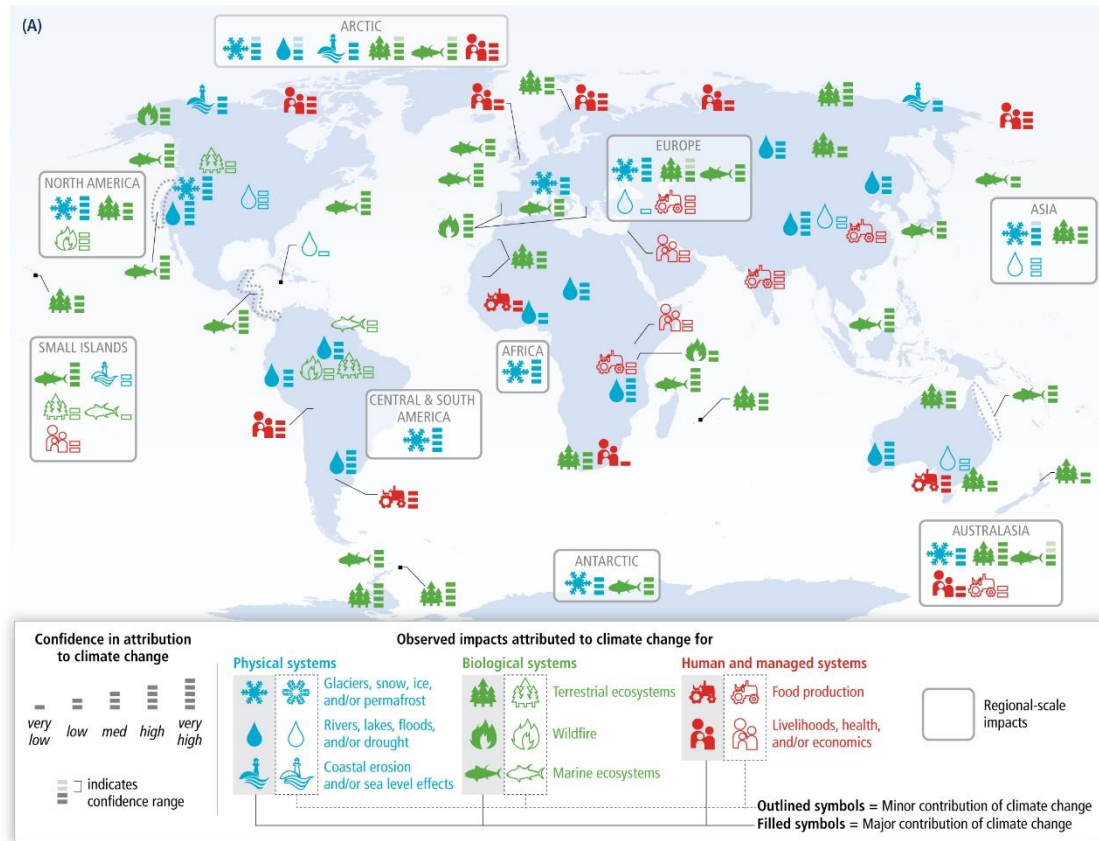 (A)
ARCTIC
NORTH AMERICA
EUROPE
ASIA
SMALL ISLANDS
AFRICA
CENTRAL & SOUTH
AMERICA
ANTARCTIC
AUSTRALASIA
Confidence in attribution
to climate change
very
low
low
med
high
very
high
indicates
confidence range
Observed impacts attributed to climate change for
Physical systems
Glaciers, snow, ice,
and/or permafrost
Rivers, lakes, floods,
and/or drought
Coastal erosion
and/or sea level effects
Biological systems
Terrestrial ecosystems
Wildfire
Marine ecosystems
Human and managed systems
Food production
Livelihoods, health,
and/or economics
Regional-scale
impacts
Outlined symbols = Minor contribution of climate change
Filled symbols = Major contribution of climate change